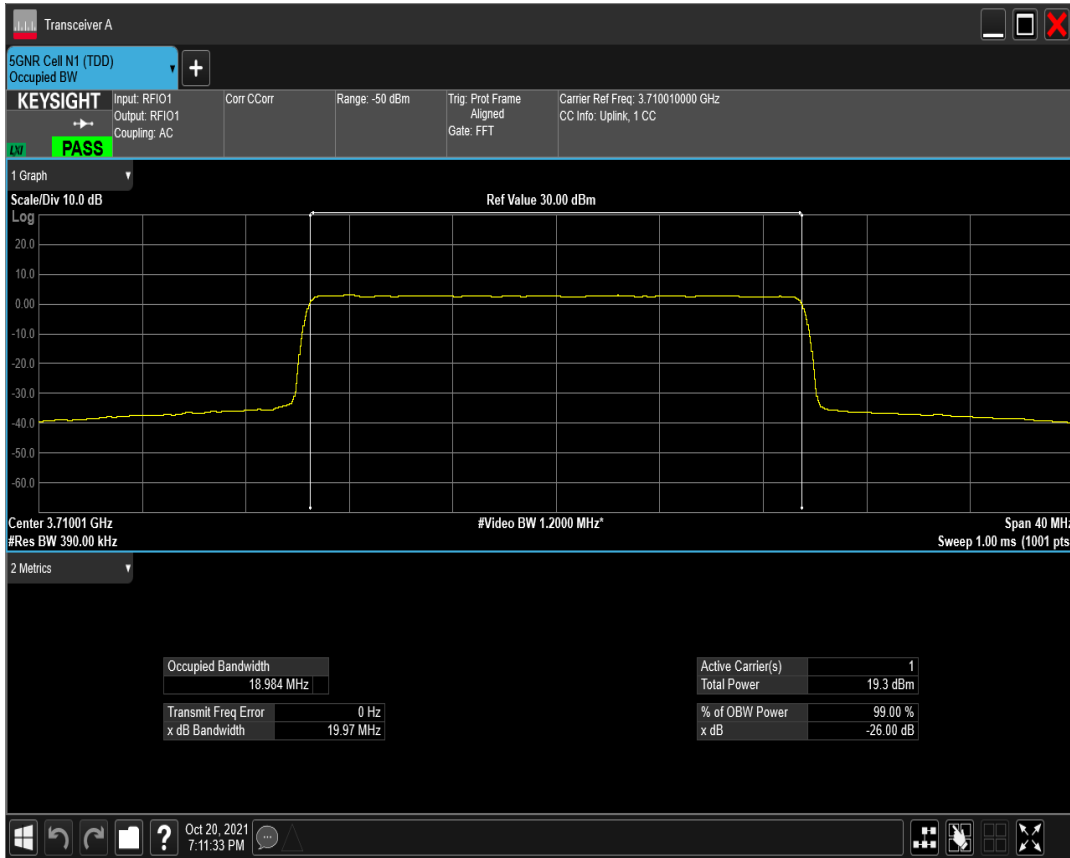 Transceiver A
5GNR Cell N1 (TDD)
Occupied BW
+
KEYSIGHT
LXI
PASS
Input: RFIO1
Output: RFIO1
Coupling: AC
Corr CCorr
Range: -50 dBm
Trig: Prot Frame
Aligned
Gate: FFT
Carrier Ref Freq: 3.710010000 GHz
CC Info: Uplink, 1 CC
1 Graph
Scale/Div 10.0 dB
Ref Value 30.00 dBm
Log
20.0
10.0
0.00
-10.0
-20.0
-30.0
-40.0
-50.0
-60.0
Center 3.71001 GHz
#Video BW 1.2000 MHz*
Span 40 MHz
#Res BW 390.00 kHz
Sweep 1.00 ms (1001 pts
2 Metrics
Occupied Bandwidth
18.984 MHz
Transmit Freq Error 0 Hz
x dB Bandwidth 19.97 MHz
Active Carrier(s) 1
Total Power 19.3 dBm
% of OBW Power 99.00 %
x dB -26.00 dB
?
Oct 20, 2021
7:11:33 PM